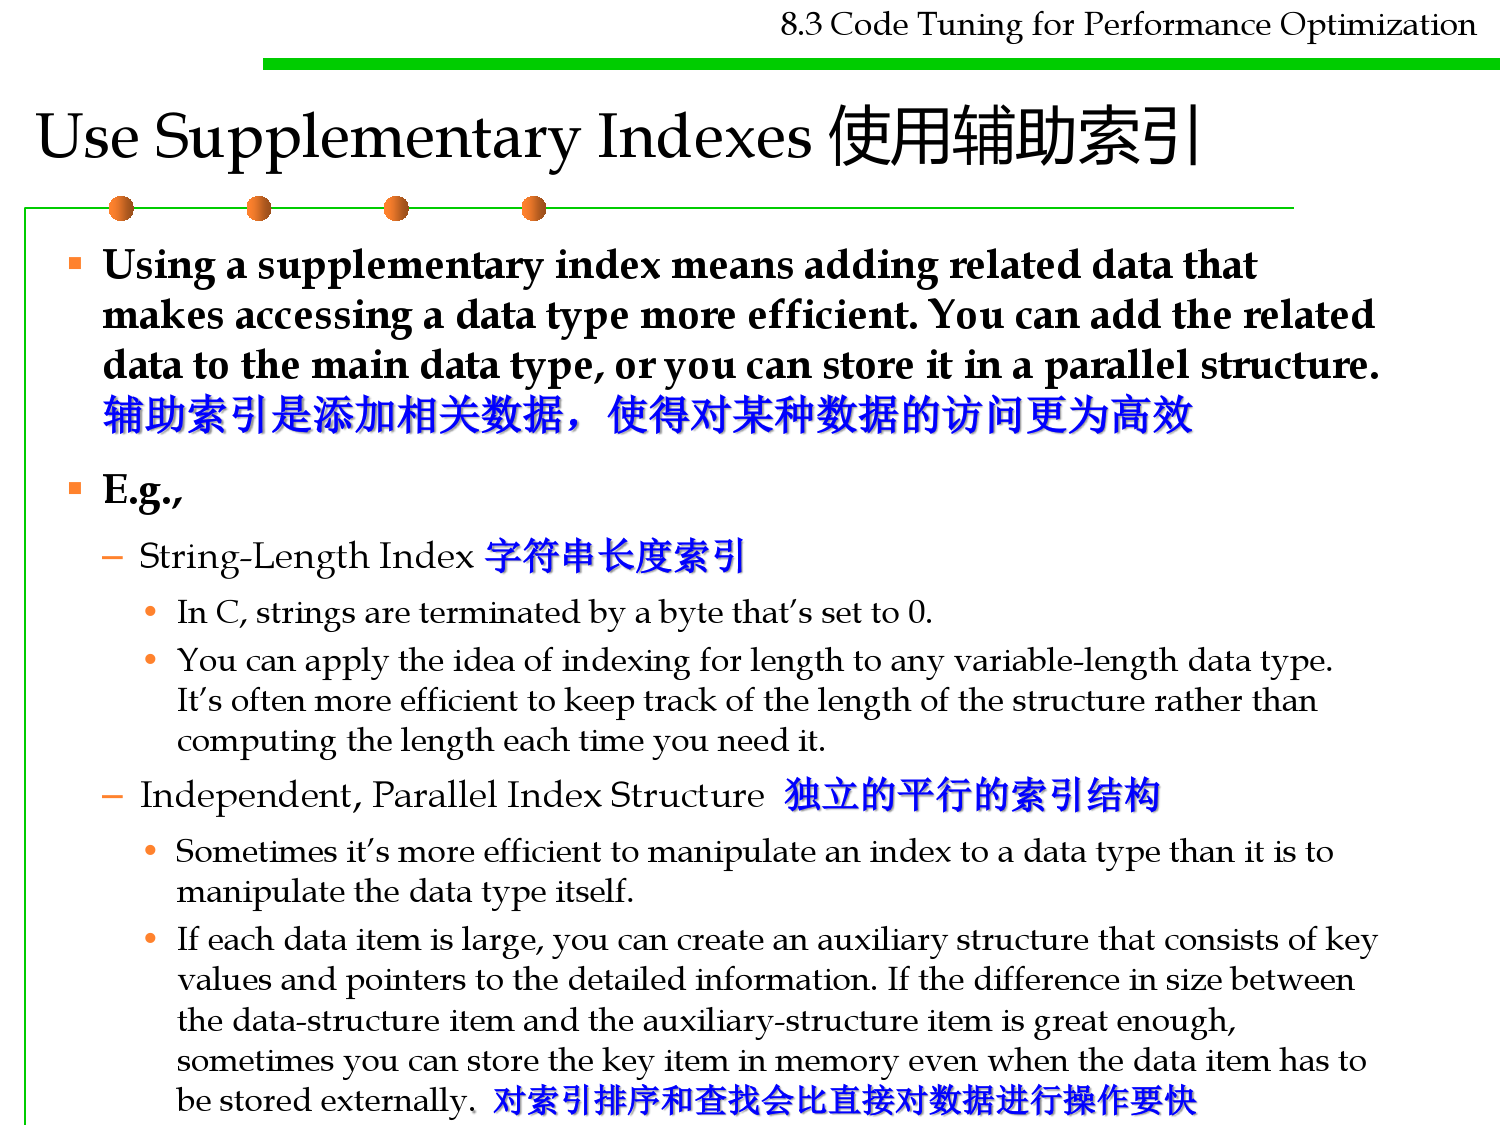 8.3 Code Tuning for Performance Optimization
Use Supplementary Indexes 使用辅助索引
Using a supplementary index means adding related data that
makes accessing a data type more efficient. You can add the related
data to the main data type, or you can store it in a parallel structure.
辅助索引是添加相关数据，使得对某种数据的访问更为高效
E.g.,
– String-Length Index 字符串长度索引
• In C, strings are terminated by a byte that’s set to 0.
• You can apply the idea of indexing for length to any variable-length data type.
It’s often more efficient to keep track of the length of the structure rather than
computing the length each time you need it.
– Independent, Parallel Index Structure 独立的平行的索引结构
• Sometimes it’s more efficient to manipulate an index to a data type than it is to
manipulate the data type itself.
• If each data item is large, you can create an auxiliary structure that consists of key
values and pointers to the detailed information. If the difference in size between
the data-structure item and the auxiliary-structure item is great enough,
sometimes you can store the key item in memory even when the data item has to
be stored externally. 对索引排序和查找会比直接对数据进行操作要快